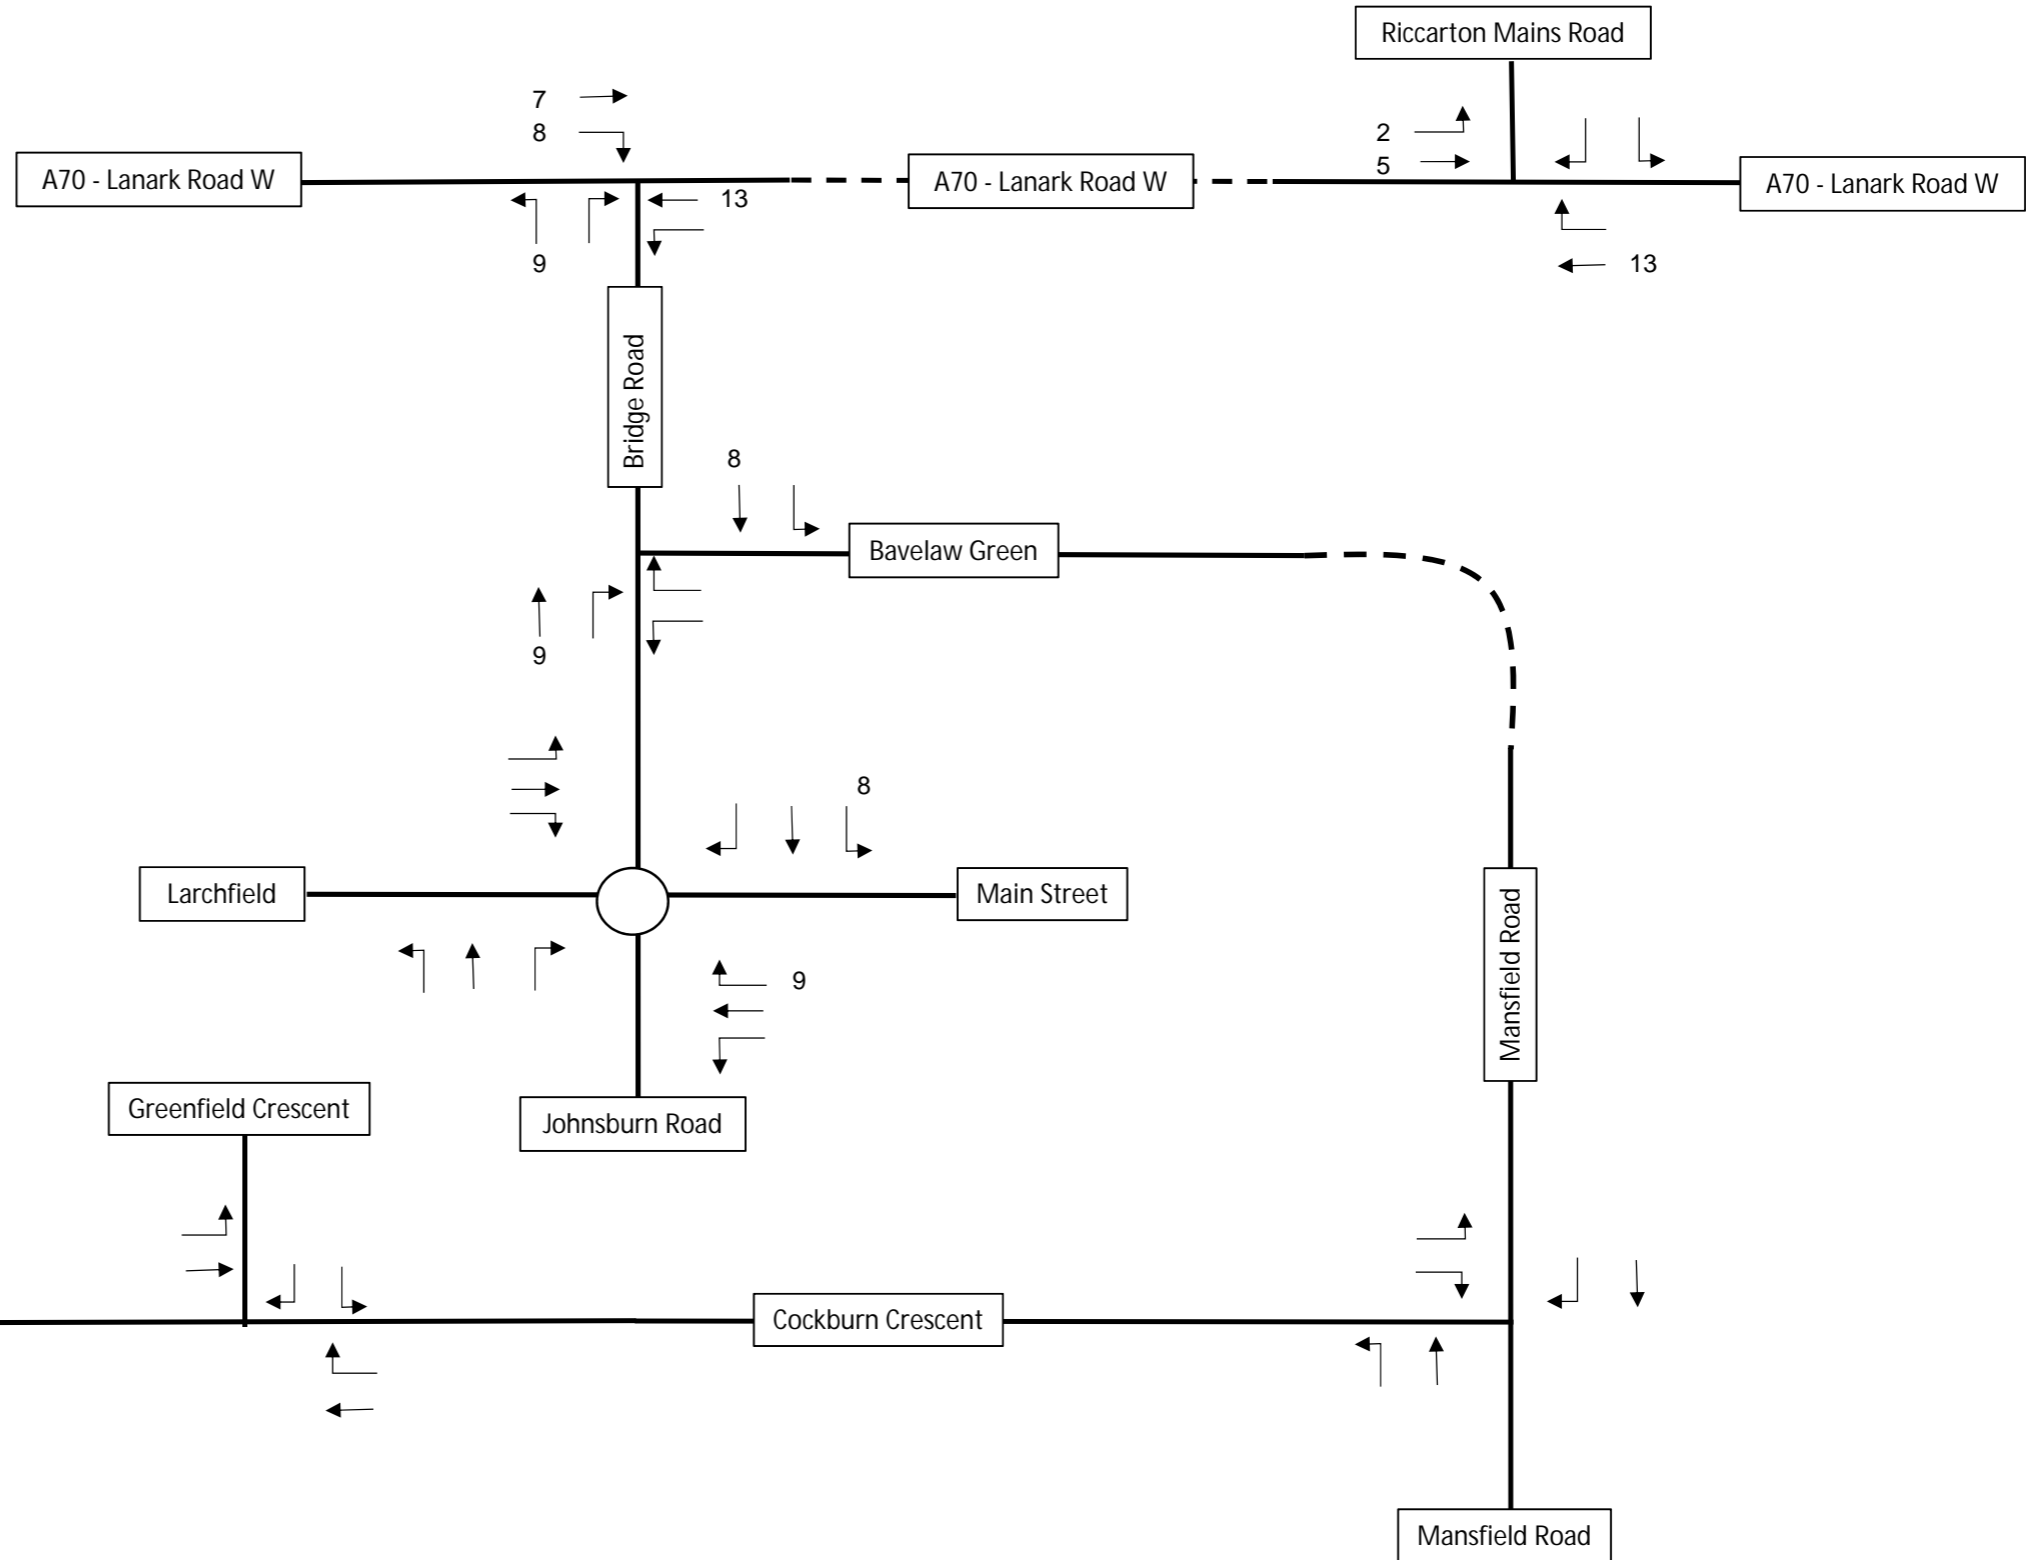 Riccarton Mains Road
7
8
2
5
A70 - Lanark Road W
A70 - Lanark Road W
A70 - Lanark Road W
13
9
13
Bridge Road
8
Bavelaw Green
9
8
Larchfield
Main Street
Mansfield Road
9
Greenfield Crescent
Johnsburn Road
Cockburn Crescent
Mansfield Road